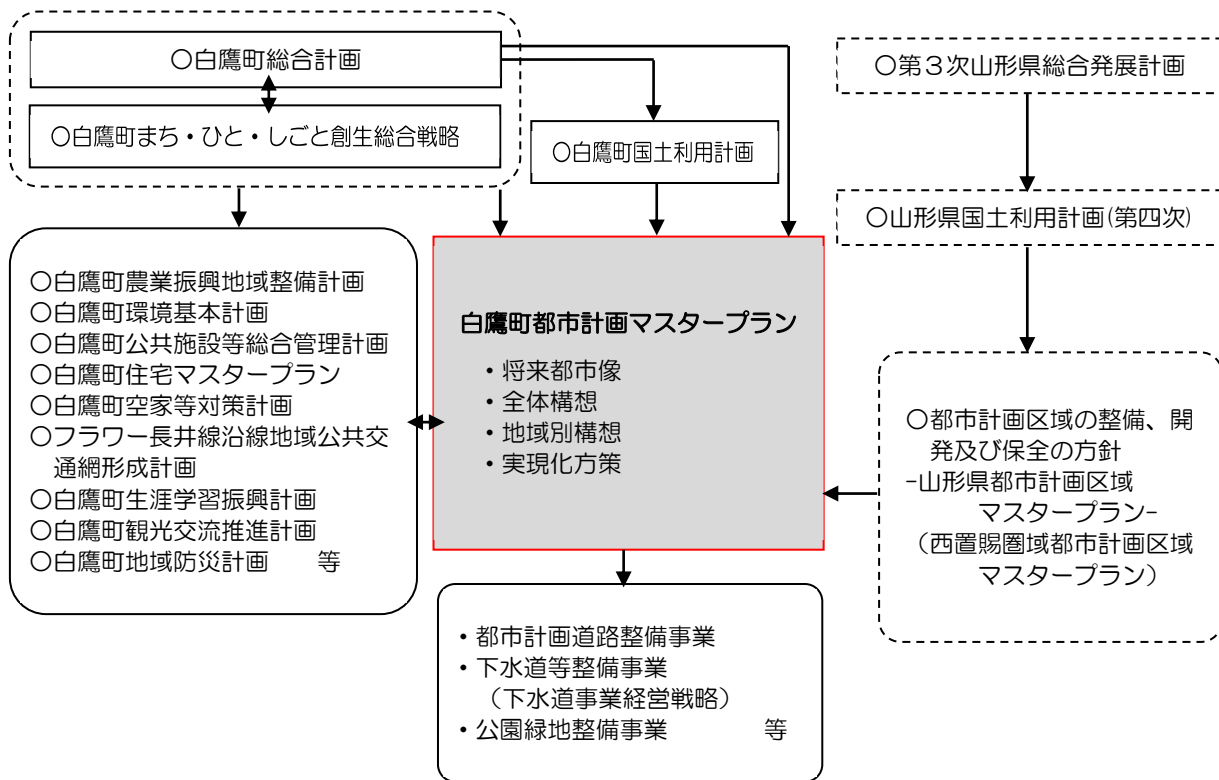 〇白鷹町総合計画
〇白鷹町まち・ひと・しごと創生総合戦略
〇白鷹町国土利用計画
〇第３次山形県総合発展計画
〇山形県国土利用計画(第四次)
〇白鷹町農業振興地域整備計画
〇白鷹町環境基本計画
〇白鷹町公共施設等総合管理計画
〇白鷹町住宅マスタープラン
〇白鷹町空家等対策計画
〇フラワー長井線沿線地域公共交
通網形成計画
〇白鷹町生涯学習振興計画
〇白鷹町観光交流推進計画
〇白鷹町地域防災計画　　等
白鷹町都市計画マスタープラン
・将来都市像
・全体構想
・地域別構想
・実現化方策
〇都市計画区域の整備、開
発及び保全の方針
-山形県都市計画区域
マスタープラン-
（西置賜圏域都市計画区域
マスタープラン）
・都市計画道路整備事業
・下水道等整備事業
（下水道事業経営戦略）
・公園緑地整備事業　　　等